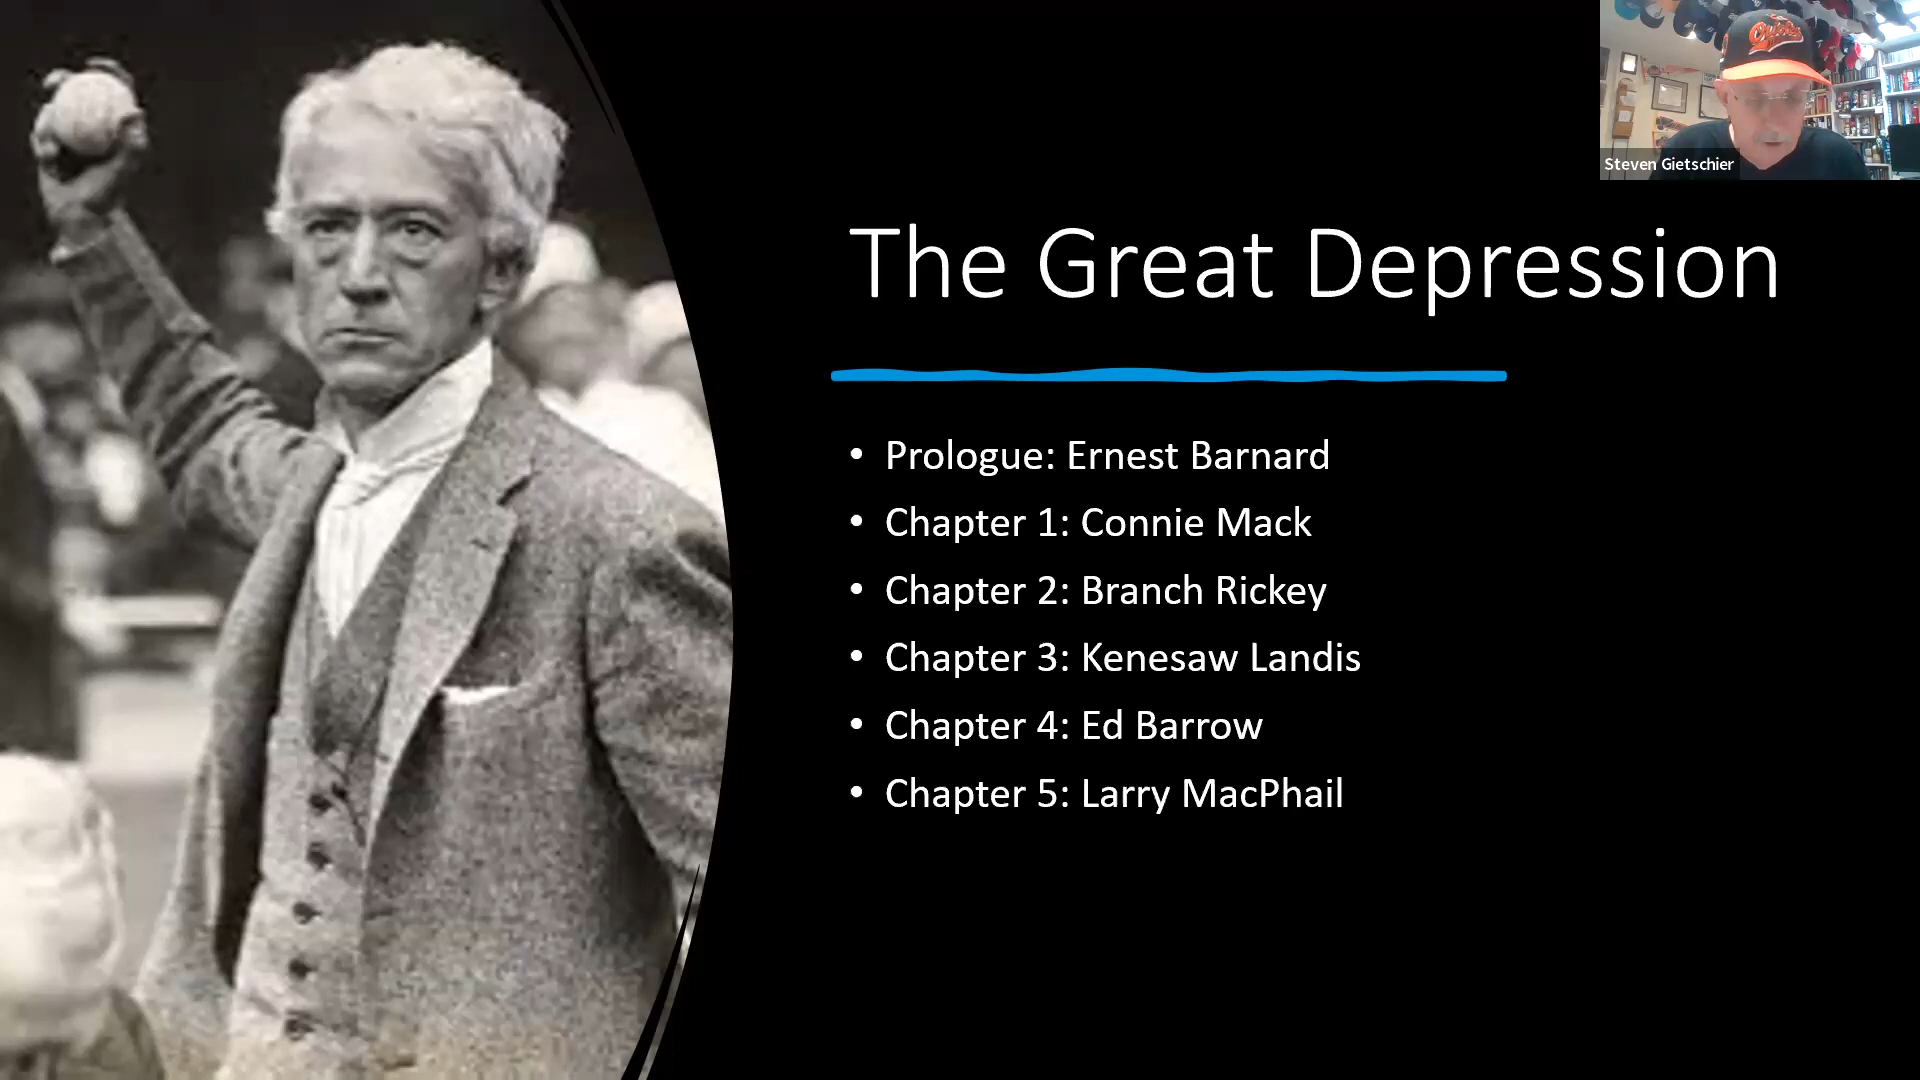 Orioles
Steven Gietschier
The Great Depression
• Prologue: Ernest Barnard
• Chapter 1: Connie Mack
• Chapter 2: Branch Rickey
• Chapter 3: Kenesaw Landis
• Chapter 4: Ed Barrow
• Chapter 5: Larry MacPhail